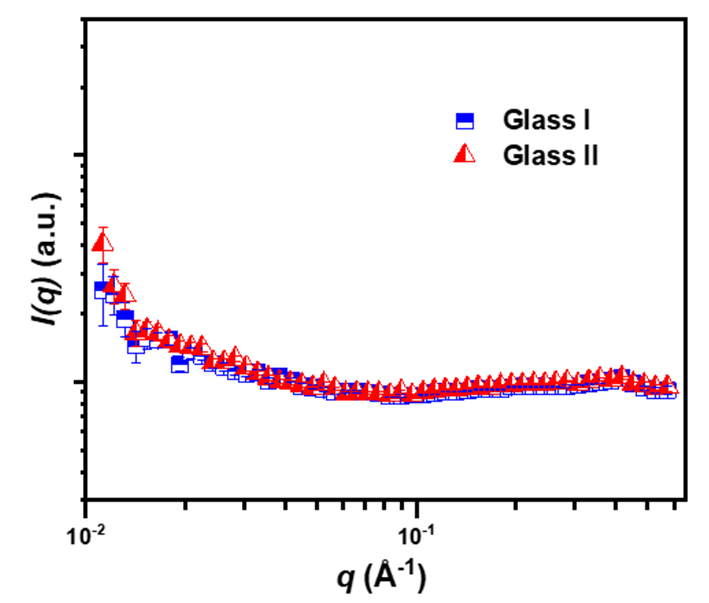 Glass I
Glass II
I(q) (a.u.)
10⁻² 10⁻¹
q (Å⁻¹)